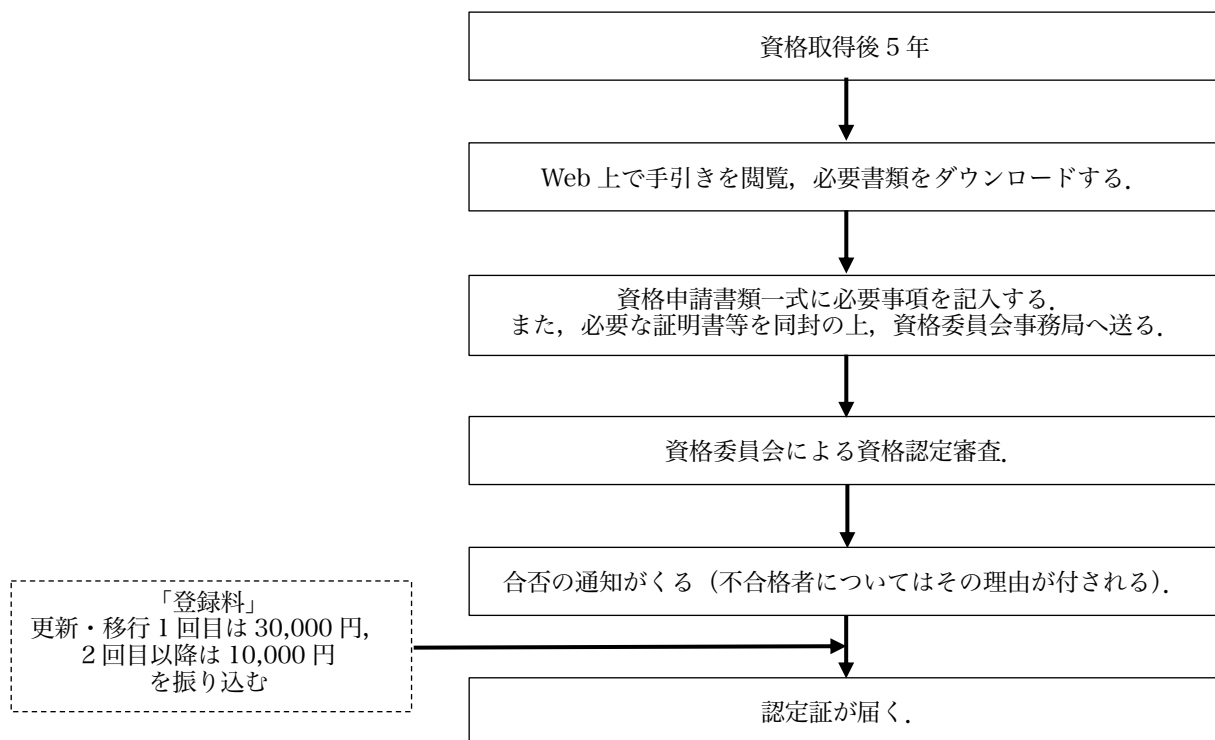 資格取得後 5 年
Web 上で手引きを閲覧，必要書類をダウンロードする．
資格申請書類一式に必要事項を記入する．
また，必要な証明書等を同封の上，資格委員会事務局へ送る．
資格委員会による資格認定審査．
合否の通知がくる（不合格者についてはその理由が付される）．
「登録料」
更新・移行 1 回目は 30,000 円，
２回目以降は 10,000 円
を振り込む
認定証が届く．